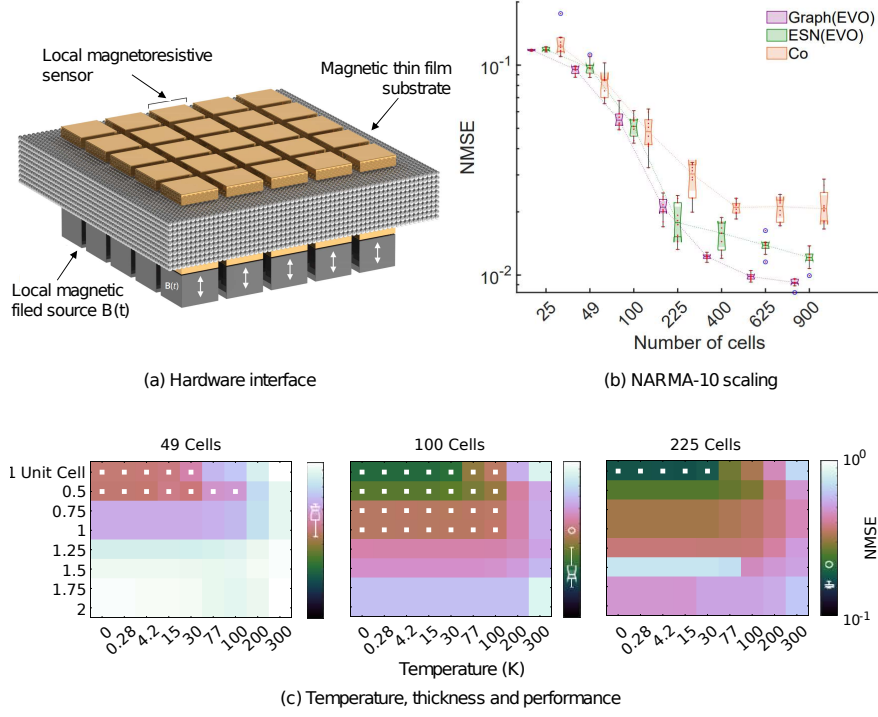 Local magnetoresistive
sensor
Magnetic thin film
substrate
B(t)
Local magnetic
filed source B(t)
(a) Hardware interface
Graph(EVO)
ESN(EVO)
Co
10⁻¹
10⁻²
NMSE
25 49 100 225 400 625 900
Number of cells
(b) NARMA-10 scaling
49 Cells 100 Cells 225 Cells
1 Unit Cell
0.5
0.75
1
1.25
1.5
1.75
2
0 0.28 4.2 15 30 77 100 200 300
0 0.28 4.2 15 30 77 100 200 300
0 0.28 4.2 15 30 77 100 200 300
10⁰
NMSE
10⁻¹
Temperature (K)
(c) Temperature, thickness and performance